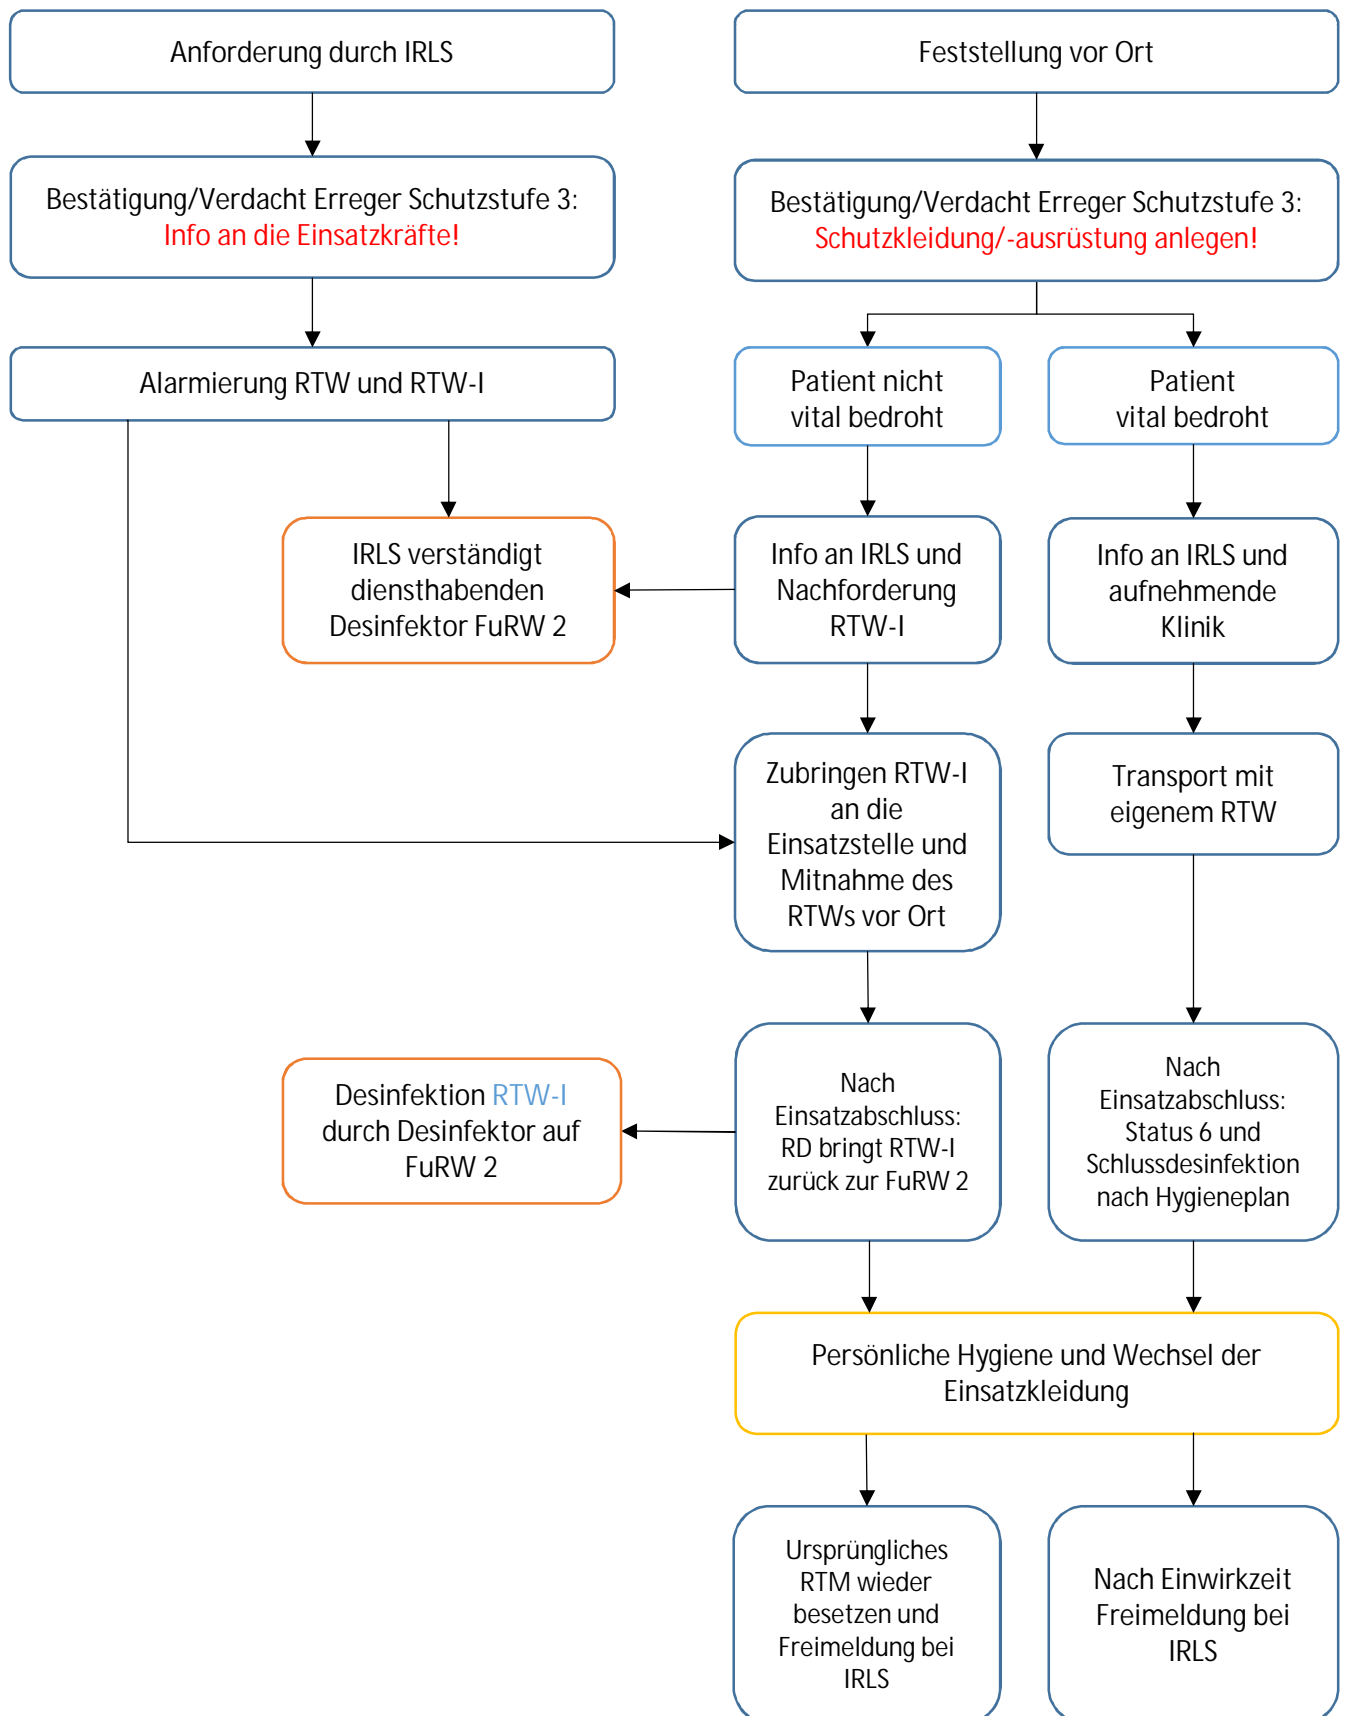 Anforderung durch IRLS
Feststellung vor Ort
Bestätigung/Verdacht Erreger Schutzstufe 3:
Info an die Einsatzkräfte!
Bestätigung/Verdacht Erreger Schutzstufe 3:
Schutzkleidung/-ausrüstung anlegen!
Alarmierung RTW und RTW-I
Patient nicht
vital bedroht
Patient
vital bedroht
IRLS verständigt
diensthabenden
Desinfektor FuRW 2
Info an IRLS und
Nachforderung
RTW-I
Info an IRLS und
aufnehmende
Klinik
Zubringen RTW-I
an die
Einsatzstelle und
Mitnahme des
RTWs vor Ort
Transport mit
eigenem RTW
Desinfektion RTW-I
durch Desinfektor auf
FuRW 2
Nach
Einsatzabschluss:
RD bringt RTW-I
zurück zur FuRW 2
Nach
Einsatzabschluss:
Status 6 und
Schlussdesinfektion
nach Hygieneplan
Persönliche Hygiene und Wechsel der
Einsatzkleidung
Ursprüngliches
RTM wieder
besetzen und
Freimeldung bei
IRLS
Nach Einwirkzeit
Freimeldung bei
IRLS